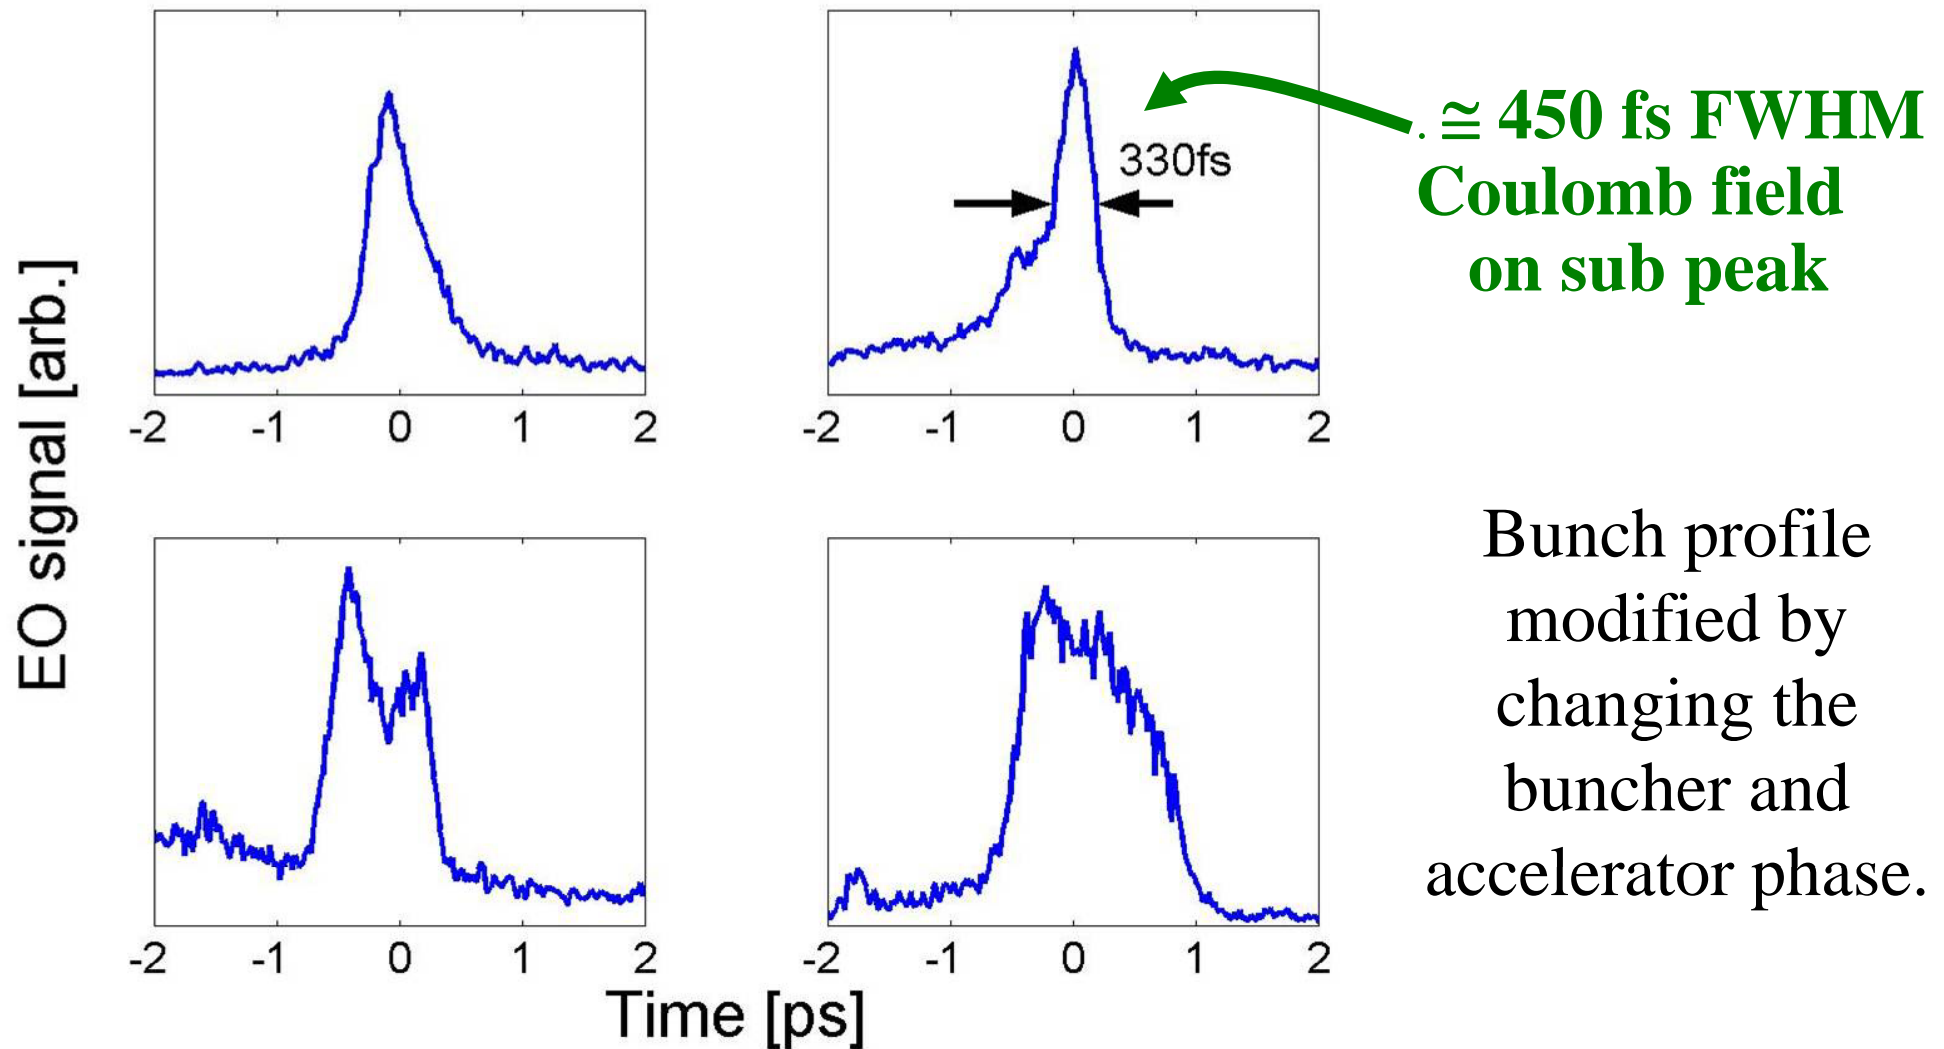 EO signal [arb.]
-2 -1 0 1 2
330fs
-2 -1 0 1 2
. ≅ 450 fs FWHM
Coulomb field
on sub peak
-2 -1 0 1 2
-2 -1 0 1 2
Time [ps]
Bunch profile
modified by
changing the
buncher and
accelerator phase.